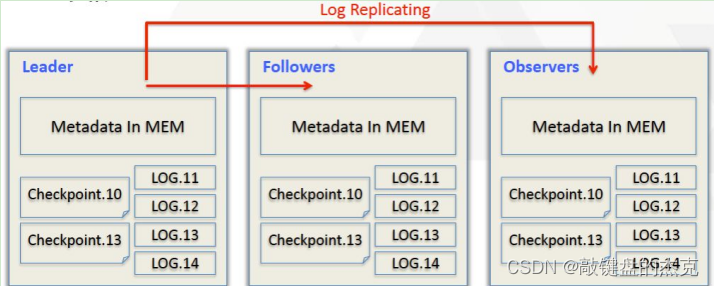 Log Replicating
Leader
Metadata In MEM
Checkpoint.10
Checkpoint.13
LOG.11
LOG.12
LOG.13
LOG.14
Followers
Metadata In MEM
Checkpoint.10
Checkpoint.13
LOG.11
LOG.12
LOG.13
LOG.14
Observers
Metadata In MEM
Checkpoint.10
Checkpoint.13
LOG.11
LOG.12
LOG.13
LOG.14
CSDN @敲键盘的杰克